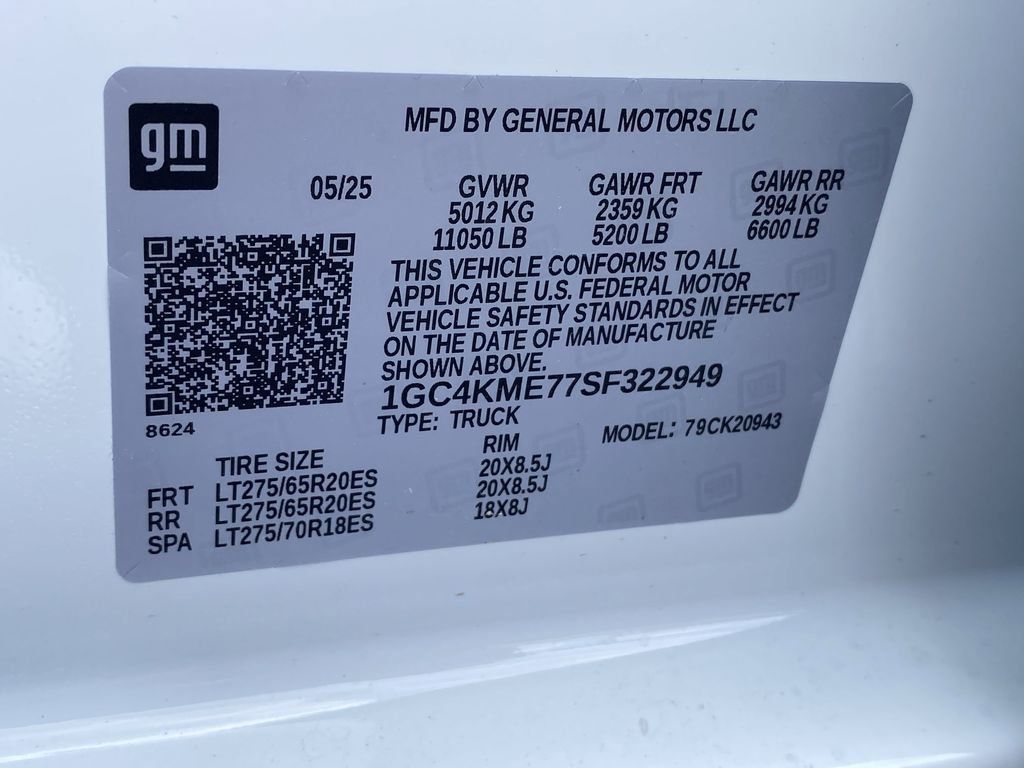 gm
MFD BY GENERAL MOTORS LLC
05/25 GVWR GAWR FRT GAWR RR
5012 KG 2359 KG 2994 KG
11050 LB 5200 LB 6600 LB
THIS VEHICLE CONFORMS TO ALL
APPLICABLE U.S. FEDERAL MOTOR
VEHICLE SAFETY STANDARDS IN EFFECT
ON THE DATE OF MANUFACTURE
SHOWN ABOVE.
1GC4KME77SF322949
8624
TYPE: TRUCK MODEL: 79CK20943
TIRE SIZE RIM
FRT LT275/65R20ES 20X8.5J
RR LT275/65R20ES 20X8.5J
SPA LT275/70R18ES 18X8J